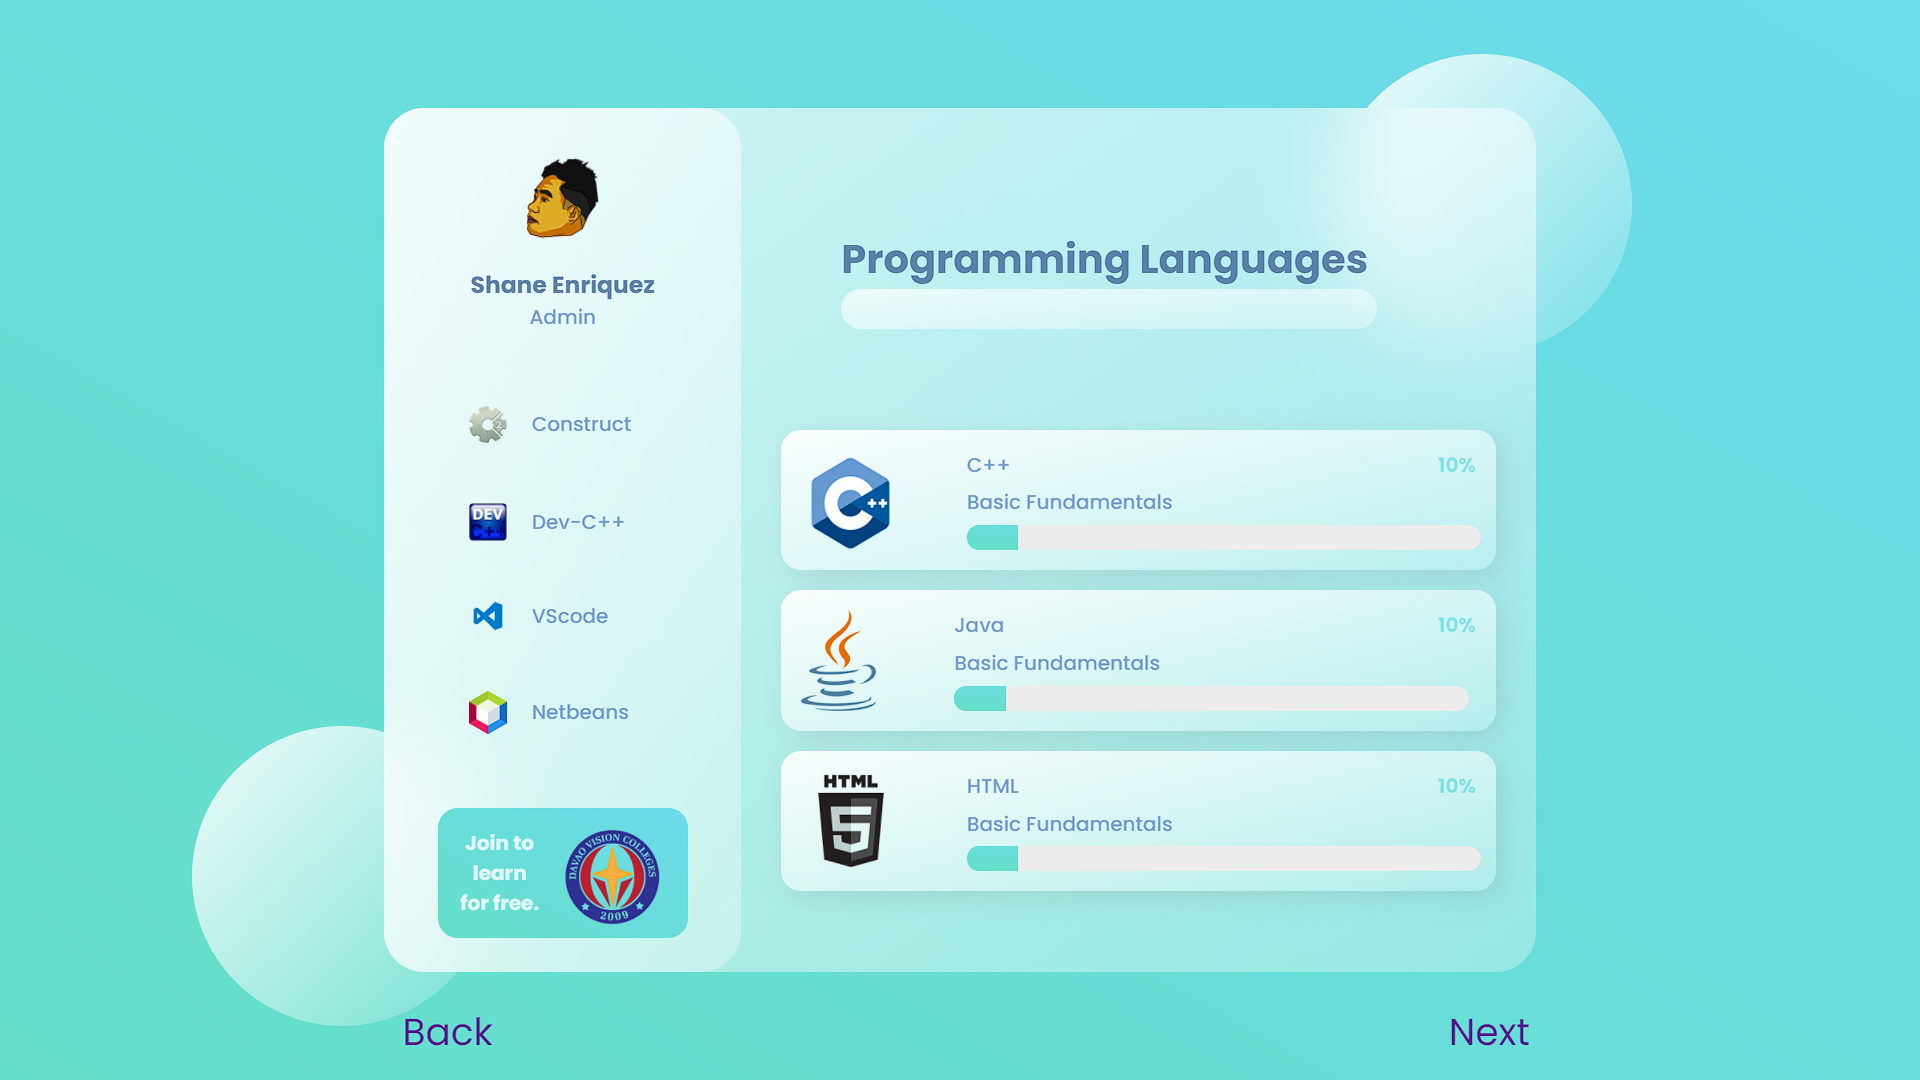 Shane Enriquez
Admin
Construct
DEV
C++
Dev-C++
VScode
Netbeans
Join to
learn
for free.
DAVAO VISION COLLEGES
2009
Programming Languages
C++
C++
10%
Basic Fundamentals
Java
10%
Basic Fundamentals
HTML
5
HTML
10%
Basic Fundamentals
Back
Next